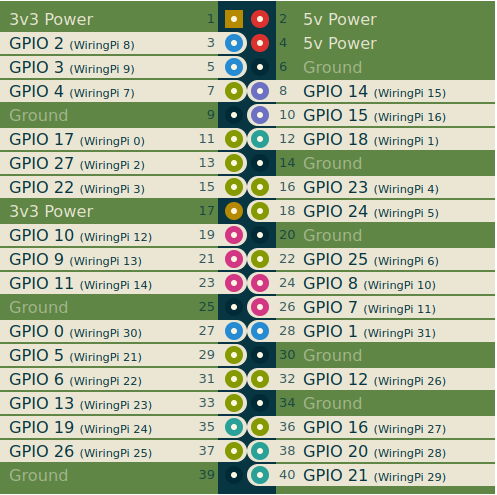 3v3 Power 1 2 5v Power
GPIO 2 (WiringPi 8) 3 4 5v Power
GPIO 3 (WiringPi 9) 5 6 Ground
GPIO 4 (WiringPi 7) 7 8 GPIO 14 (WiringPi 15)
Ground 9 10 GPIO 15 (WiringPi 16)
GPIO 17 (WiringPi 0) 11 12 GPIO 18 (WiringPi 1)
GPIO 27 (WiringPi 2) 13 14 Ground
GPIO 22 (WiringPi 3) 15 16 GPIO 23 (WiringPi 4)
3v3 Power 17 18 GPIO 24 (WiringPi 5)
GPIO 10 (WiringPi 12) 19 20 Ground
GPIO 9 (WiringPi 13) 21 22 GPIO 25 (WiringPi 6)
GPIO 11 (WiringPi 14) 23 24 GPIO 8 (WiringPi 10)
Ground 25 26 GPIO 7 (WiringPi 11)
GPIO 0 (WiringPi 30) 27 28 GPIO 1 (WiringPi 31)
GPIO 5 (WiringPi 21) 29 30 Ground
GPIO 6 (WiringPi 22) 31 32 GPIO 12 (WiringPi 26)
GPIO 13 (WiringPi 23) 33 34 Ground
GPIO 19 (WiringPi 24) 35 36 GPIO 16 (WiringPi 27)
GPIO 26 (WiringPi 25) 37 38 GPIO 20 (WiringPi 28)
Ground 39 40 GPIO 21 (WiringPi 29)